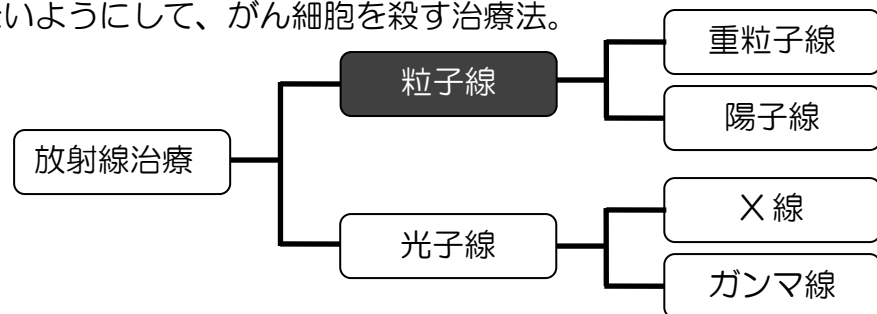 いようにして、がん細胞を殺す治療法。
重粒子線
粒子線
陽子線
放射線治療
X線
光子線
ガンマ線